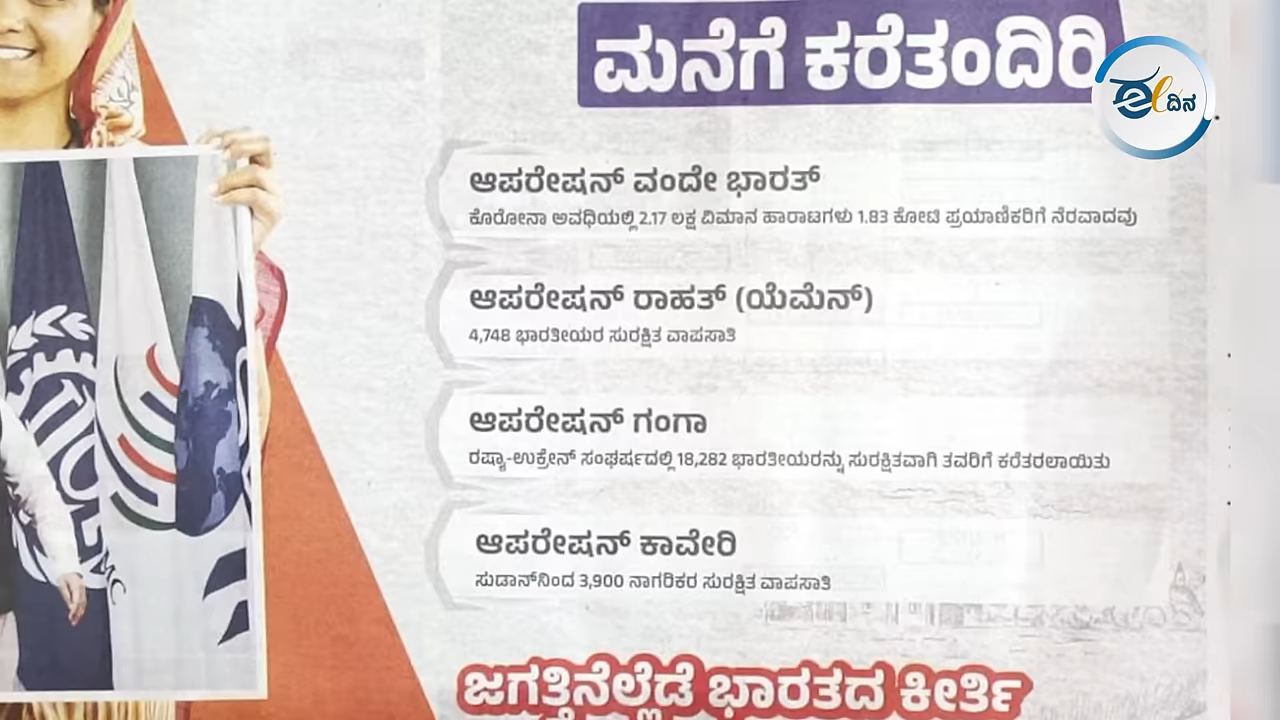 ಮನೆಗೆ ಕರೆತಂದಿರಿ
ದಿನ
ಆಪರೇಷನ್ ವಂದೇ ಭಾರತ್
ಕೊರೋನಾ ಅವಧಿಯಲ್ಲಿ 2.17 ಲಕ್ಷ ವಿಮಾನ ಹಾರಾಟಗಳು 1.83 ಕೋಟಿ ಪ್ರಯಾಣಿಕರಿಗೆ ನೆರವಾದವು
ಆಪರೇಷನ್ ರಾಹತ್ (ಯೆಮೆನ್)
4,748 ಭಾರತೀಯರ ಸುರಕ್ಷಿತ ವಾಪಸಾತಿ
ಆಪರೇಷನ್ ಗಂಗಾ
ರಷ್ಯಾ-ಉಕ್ರೇನ್ ಸಂಘರ್ಷದಲ್ಲಿ 18,282 ಭಾರತೀಯರನ್ನು ಸುರಕ್ಷಿತವಾಗಿ ತವರಿಗೆ ಕರೆತರಲಾಯಿತು
ಆಪರೇಷನ್ ಕಾವೇರಿ
ಸುಡಾನ್‌ನಿಂದ 3,900 ನಾಗರಿಕರ ಸುರಕ್ಷಿತ ವಾಪಸಾತಿ
ಜಗತ್ತಿನೆಲ್ಲೆಡೆ ಭಾರತದ ಕೀರ್ತಿ